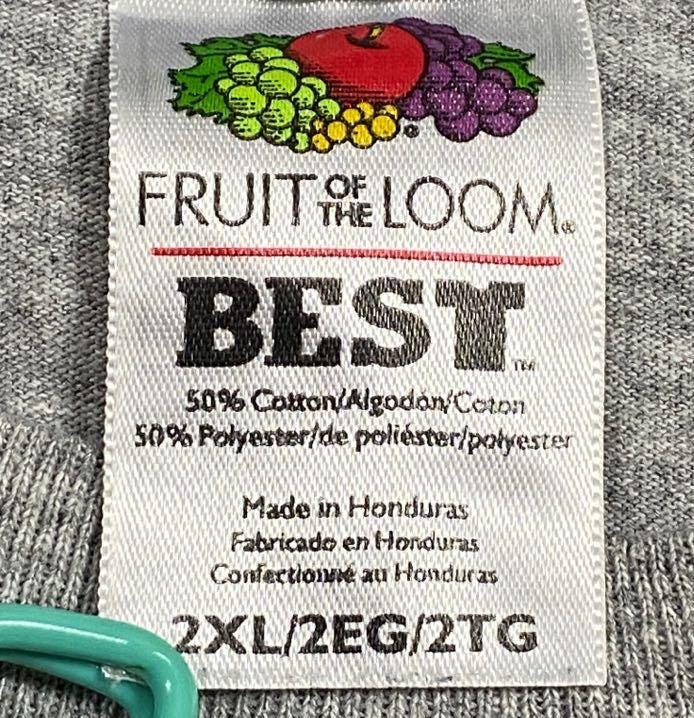 FRUIT OF THE LOOM®
BEST™
50% Cotton/Algodón/Coton
50% Polyester/de poliéster/polyester
Made in Honduras
Fabricado en Honduras
Confectionné au Honduras
2XL/2EG/2TG